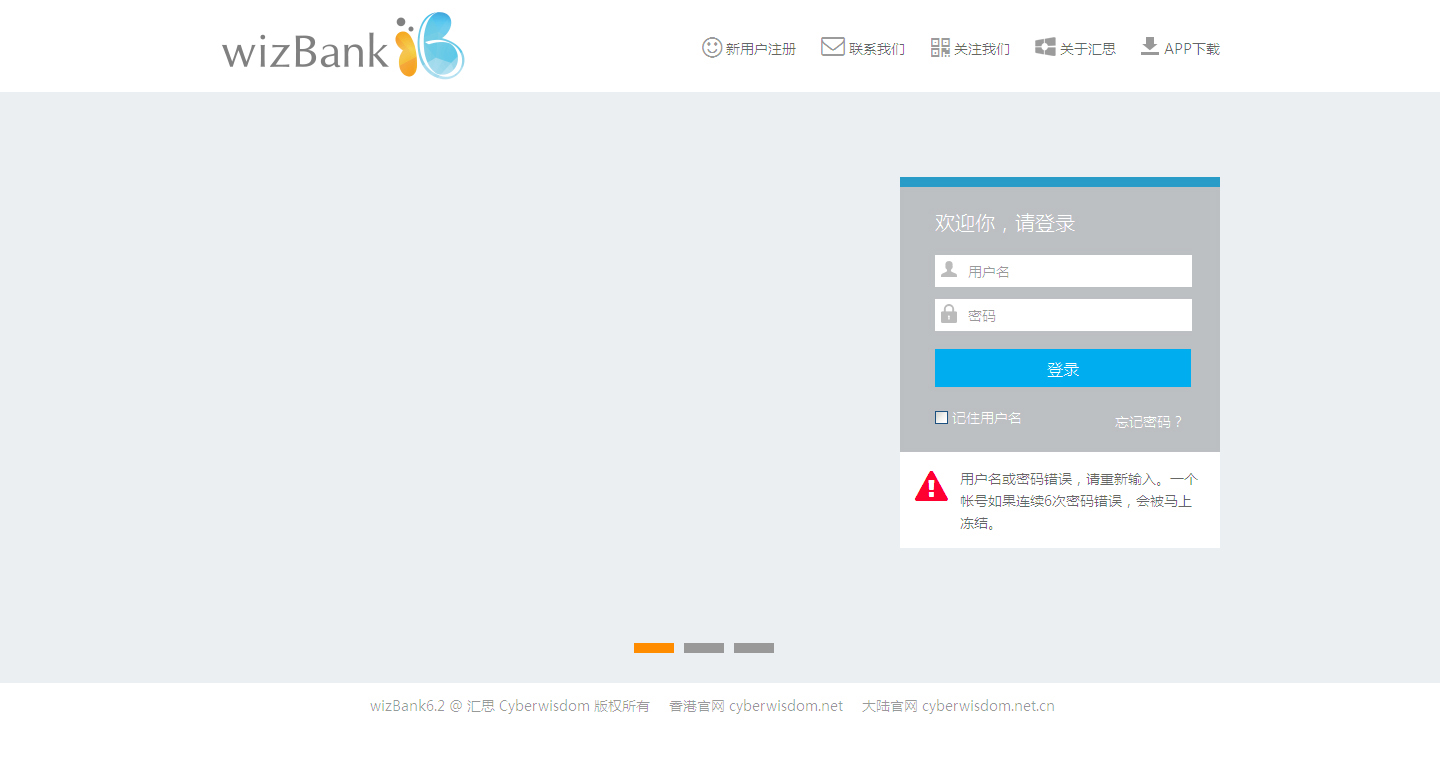 wizBank
新用户注册 联系我们 关注我们 关于汇思 APP下载
欢迎你，请登录
用户名
密码
登录
记住用户名 忘记密码？
用户名或密码错误，请重新输入。一个
帐号如果连续6次密码错误，会被马上
冻结。
wizBank6.2 @ 汇思 Cyberwisdom 版权所有 香港官网 cyberwisdom.net 大陆官网 cyberwisdom.net.cn